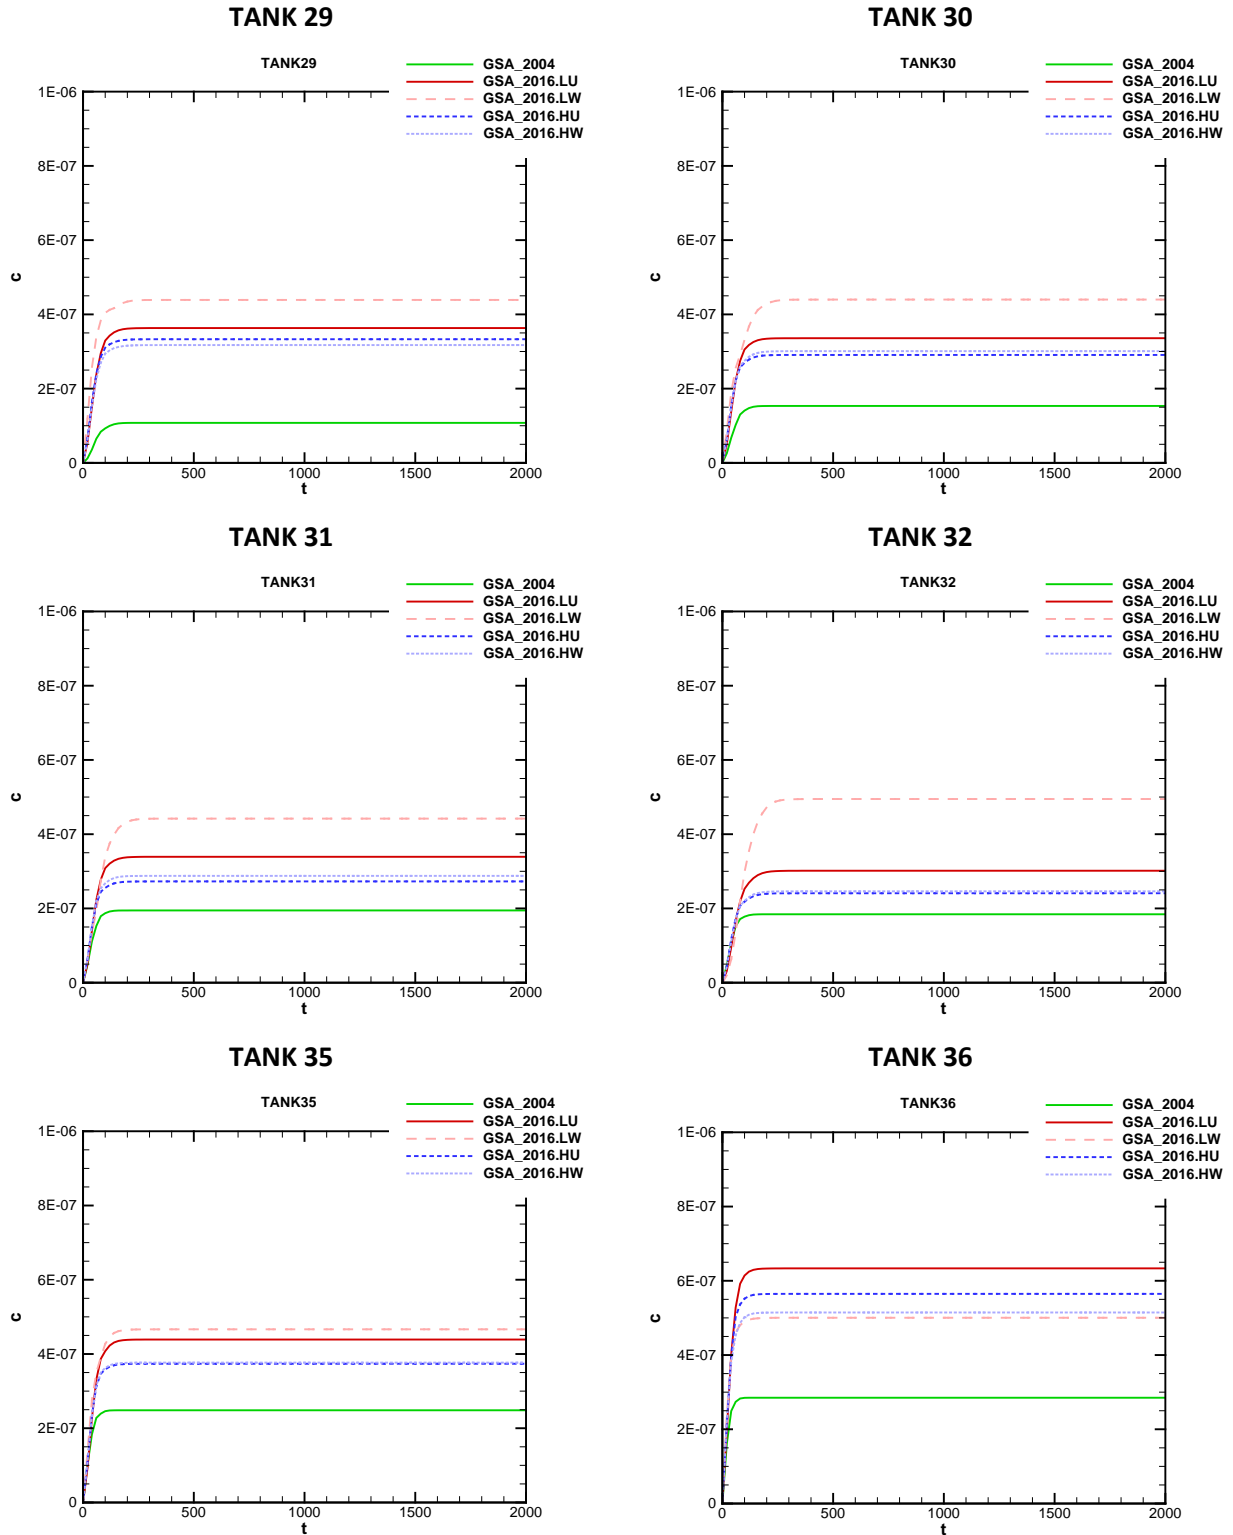 TANK 29
TANK29
GSA_2004
GSA_2016.LU
GSA_2016.LW
GSA_2016.HU
GSA_2016.HW
1E-06
8E-07
6E-07
c
4E-07
2E-07
0
0 500 1000 1500 2000
t
TANK 30
TANK30
GSA_2004
GSA_2016.LU
GSA_2016.LW
GSA_2016.HU
GSA_2016.HW
1E-06
8E-07
6E-07
c
4E-07
2E-07
0
0 500 1000 1500 2000
t
TANK 31
TANK31
GSA_2004
GSA_2016.LU
GSA_2016.LW
GSA_2016.HU
GSA_2016.HW
1E-06
8E-07
6E-07
c
4E-07
2E-07
0
0 500 1000 1500 2000
t
TANK 32
TANK32
GSA_2004
GSA_2016.LU
GSA_2016.LW
GSA_2016.HU
GSA_2016.HW
1E-06
8E-07
6E-07
c
4E-07
2E-07
0
0 500 1000 1500 2000
t
TANK 35
TANK35
GSA_2004
GSA_2016.LU
GSA_2016.LW
GSA_2016.HU
GSA_2016.HW
1E-06
8E-07
6E-07
c
4E-07
2E-07
0
0 500 1000 1500 2000
t
TANK 36
TANK36
GSA_2004
GSA_2016.LU
GSA_2016.LW
GSA_2016.HU
GSA_2016.HW
1E-06
8E-07
6E-07
c
4E-07
2E-07
0
0 500 1000 1500 2000
t